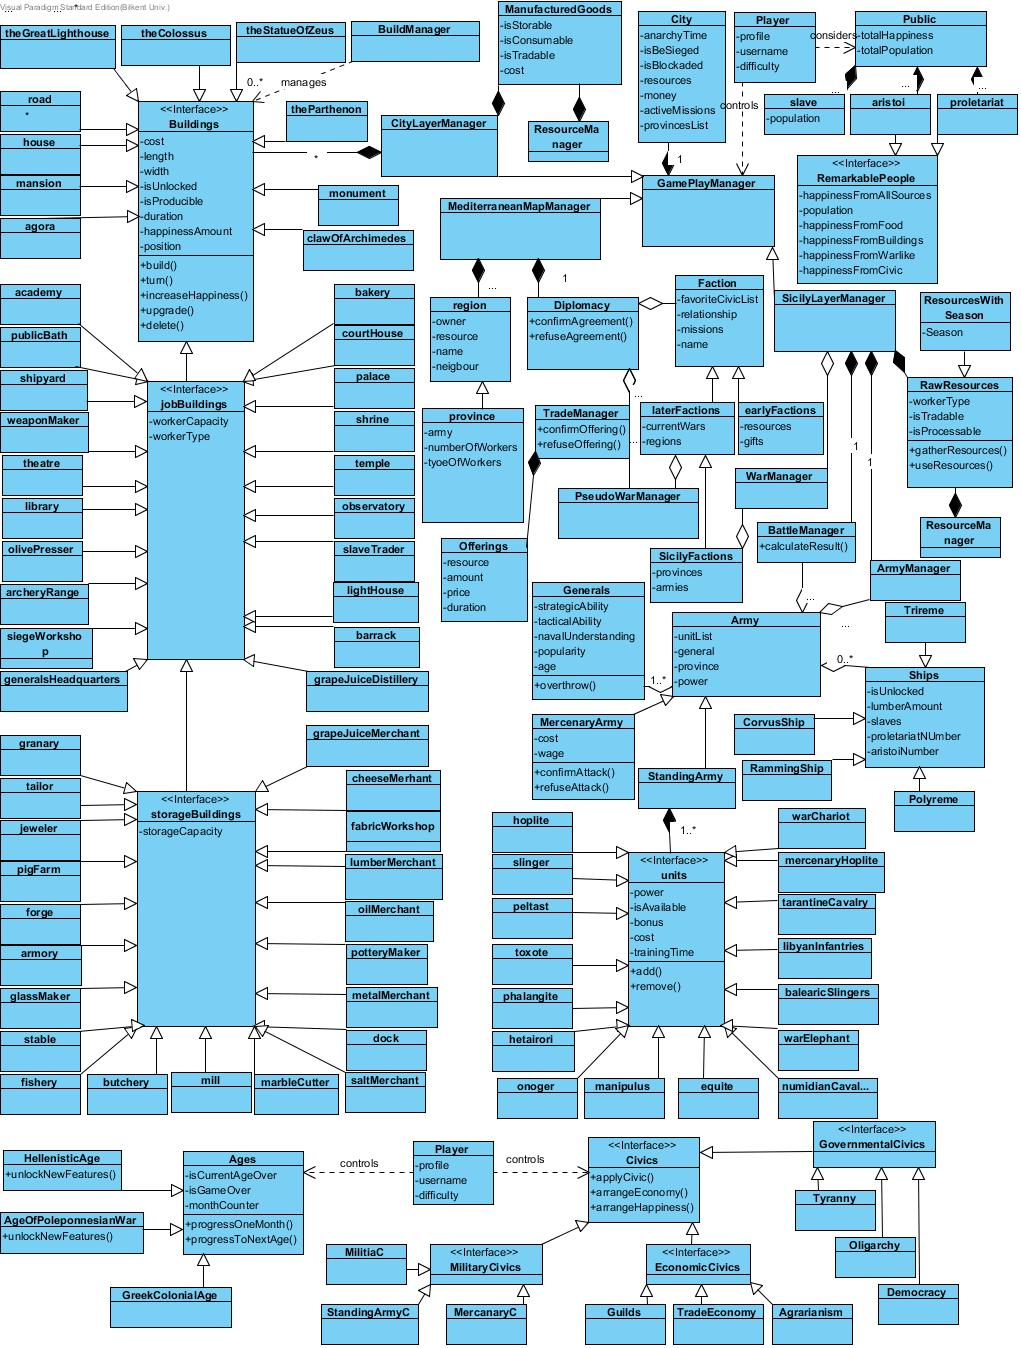 Visual Paradigm Standard Edition(Bilkent Univ.)
theGreatLighthouse
theColossus
theStatueOfZeus
BuildManager
0..*
manages
road
*
house
mansion
agora
<<Interface>>
Buildings
-cost
-length
-width
-isUnlocked
-isProducible
-duration
-happinessAmount
-position
+build()
+turn()
+increaseHappiness()
+upgrade()
+delete()
theParthenon
*
monument
clawOfArchimedes
CityLayerManager
ManufacturedGoods
-isStorable
-isConsumable
-isTradable
-cost
ResourceMa
nager
City
-anarchyTime
-isBeSieged
-isBlockaded
-resources
-money
-activeMissions
-provincesList
1
Player
-profile
-username
-difficulty
considers
controls
Public
-totalHappiness
-totalPopulation
...
...
...
slave
-population
aristoi
proletariat
<<Interface>>
RemarkablePeople
-happinessFromAllSources
-population
-happinessFromFood
-happinessFromBuildings
-happinessFromWarlike
-happinessFromCivic
GamePlayManager
MediterraneanMapManager
...
1
region
-owner
-resource
-name
-neigbour
Diplomacy
+confirmAgreement()
+refuseAgreement()
Faction
-favoriteCivicList
-relationship
-missions
-name
SicilyLayerManager
ResourcesWith
Season
-Season
RawResources
-workerType
-isTradable
-isProcessable
+gatherResources()
+useResources()
ResourceMa
nager
province
-army
-numberOfWorkers
-tyoeOfWorkers
TradeManager
+confirmOffering()
+refuseOffering()
...
...
laterFactions
-currentWars
-regions
earlyFactions
-resources
-gifts
PseudoWarManager
WarManager
1
1
BattleManager
+calculateResult()
Offerings
-resource
-amount
-price
-duration
SicilyFactions
-provinces
-armies
ArmyManager
Generals
-strategicAbility
-tacticalAbility
-navalUnderstanding
-popularity
-age
+overthrow()
1..*
Army
-unitList
-general
-province
-power
...
...
0..*
Trireme
Ships
-isUnlocked
-lumberAmount
-slaves
-proletariatNUmber
-aristoiNumber
CorvusShip
RammingShip
Polyreme
MercenaryArmy
-cost
-wage
+confirmAttack()
+refuseAttack()
StandingArmy
1..*
academy
publicBath
shipyard
weaponMaker
theatre
library
olivePresser
archeryRange
siegeWorksho
p
generalsHeadquarters
<<Interface>>
jobBuildings
-workerCapacity
-workerType
bakery
courtHouse
palace
shrine
temple
observatory
slaveTrader
lightHouse
barrack
grapeJuiceDistillery
granary
tailor
jeweler
pigFarm
forge
armory
glassMaker
stable
fishery
butchery
mill
marbleCutter
<<Interface>>
storageBuildings
-storageCapacity
grapeJuiceMerchant
cheeseMerhant
fabricWorkshop
lumberMerchant
oilMerchant
potteryMaker
metalMerchant
dock
saltMerchant
hoplite
slinger
peltast
toxote
phalangite
hetairori
onoger
manipulus
equite
<<Interface>>
units
-power
-isAvailable
-bonus
-cost
-trainingTime
+add()
+remove()
warChariot
mercenaryHoplite
tarantineCavalry
libyanInfantries
balearicSlingers
warElephant
numidianCaval...
HellenisticAge
+unlockNewFeatures()
AgeOfPoleponnesianWar
+unlockNewFeatures()
GreekColonialAge
Ages
-isCurrentAgeOver
-isGameOver
-monthCounter
+progressOneMonth()
+progressToNextAge()
controls
Player
-profile
-username
-difficulty
controls
<<Interface>>
Civics
+applyCivic()
+arrangeEconomy()
+arrangeHappiness()
<<Interface>>
GovernmentalCivics
Tyranny
Oligarchy
Democracy
MilitiaC
<<Interface>>
MilitaryCivics
StandingArmyC
MercanaryC
<<Interface>>
EconomicCivics
Guilds
TradeEconomy
Agrarianism